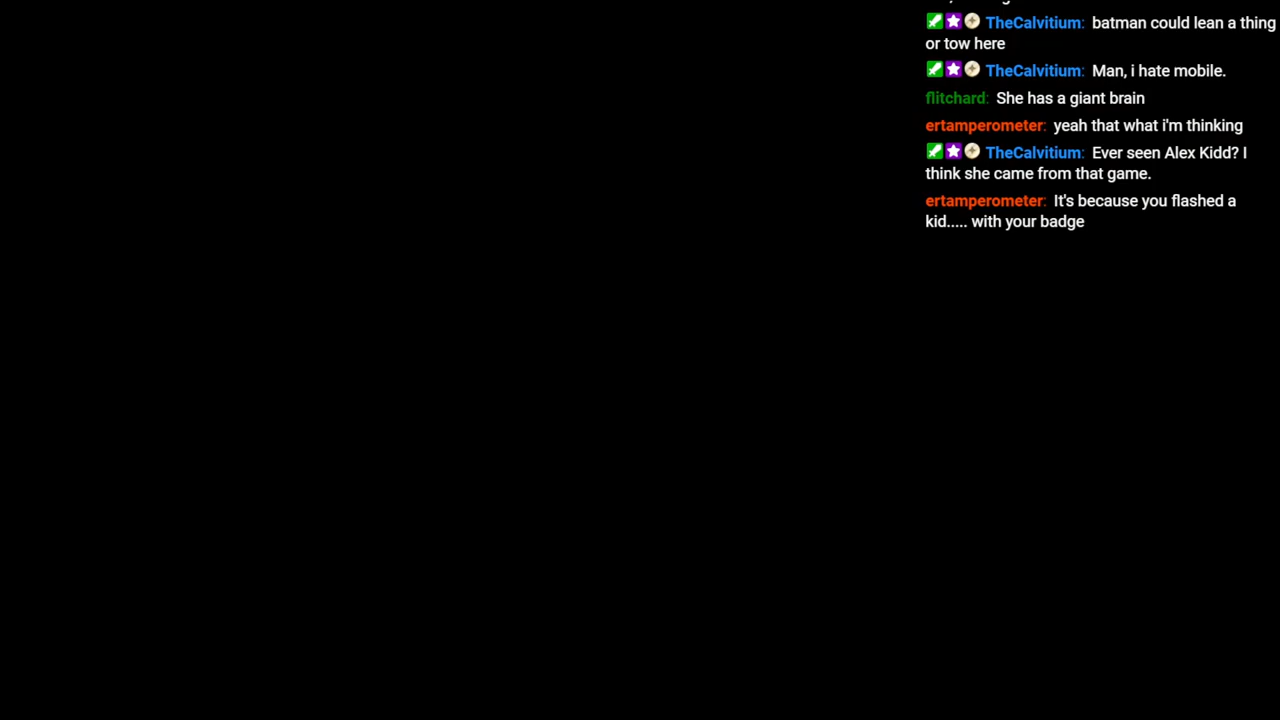 TheCalvitium: batman could lean a thing
or tow here
TheCalvitium: Man, i hate mobile.
flitchard: She has a giant brain
ertamperometer: yeah that what i'm thinking
TheCalvitium: Ever seen Alex Kidd? I
think she came from that game.
ertamperometer: It's because you flashed a
kid..... with your badge